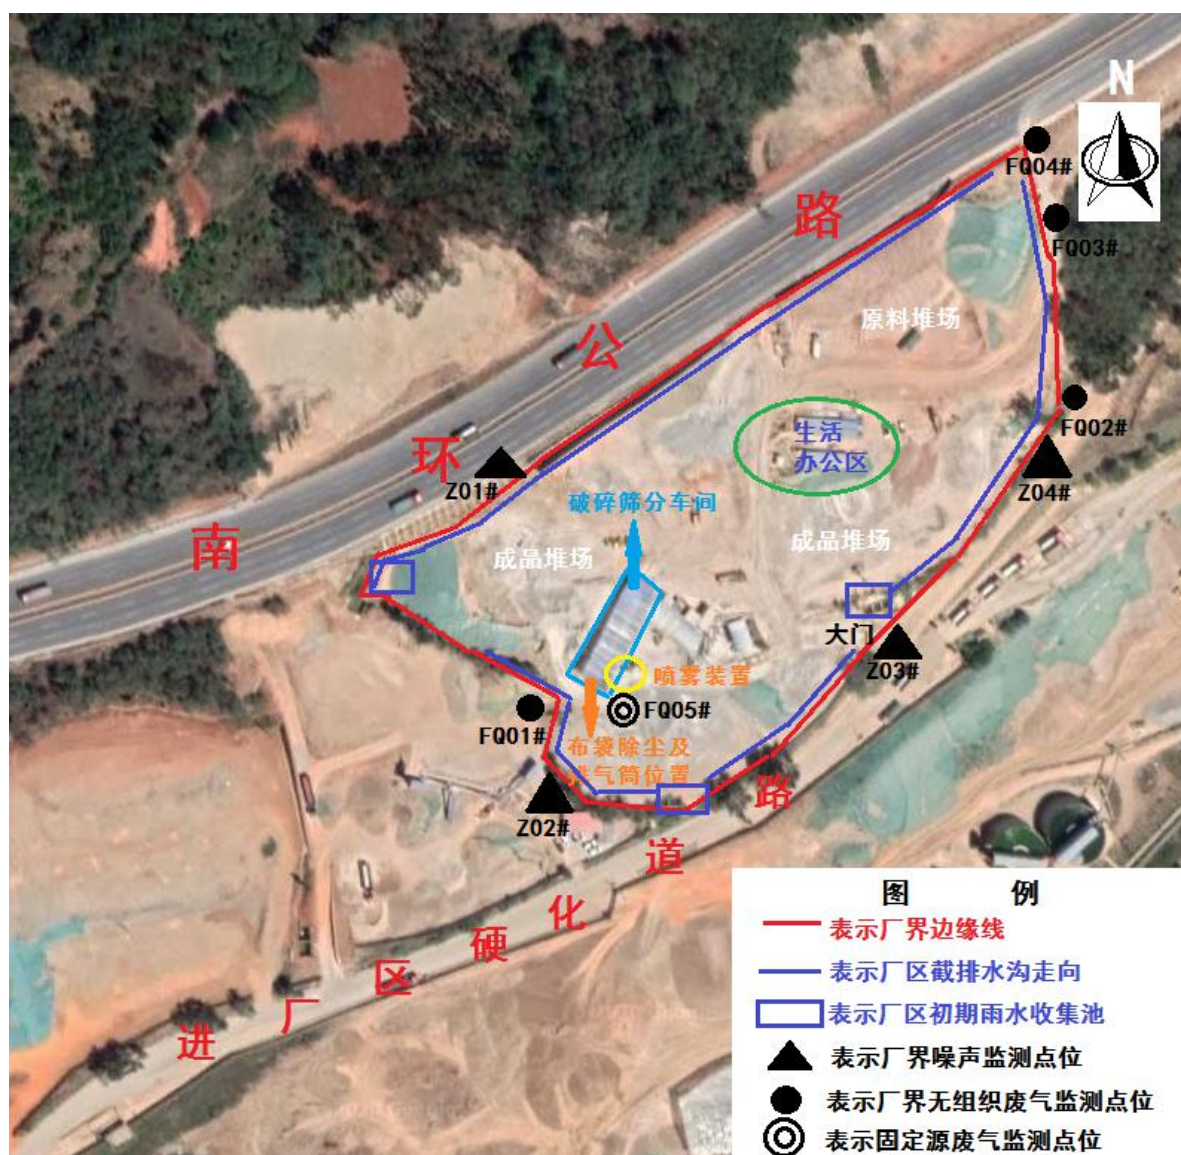 N
FQ04#
路
FQ03#
原料堆场
公
FQ02#
生活
办公区
环
Z01#
Z04#
破碎筛分车间
南
成品堆场
成品堆场
大门
Z03#
喷雾装置
FQ05#
FQ01#
布袋除尘及
排气筒位置
Z02#
进厂区硬化道路
图 例
表示厂界边缘线
表示厂区截排水沟走向
表示厂区初期雨水收集池
表示厂界噪声监测点位
表示厂界无组织废气监测点位
表示固定源废气监测点位